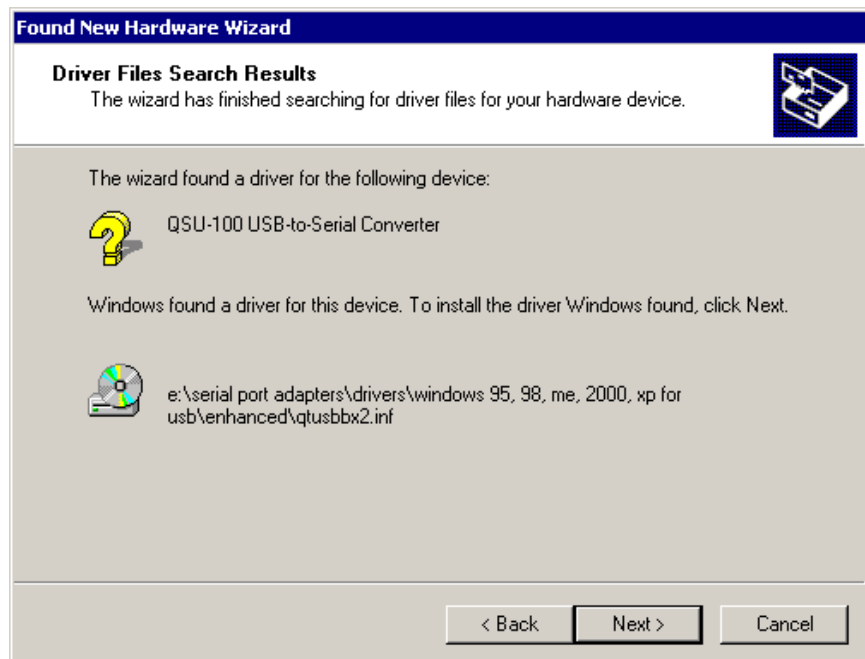 Found New Hardware Wizard
Driver Files Search Results
The wizard has finished searching for driver files for your hardware device.
The wizard found a driver for the following device:
QSU-100 USB-to-Serial Converter
Windows found a driver for this device. To install the driver Windows found, click Next.
e:\serial port adapters\drivers\windows 95, 98, me, 2000, xp for
usb\enhanced\qtusbbx2.inf
< Back
Next >
Cancel